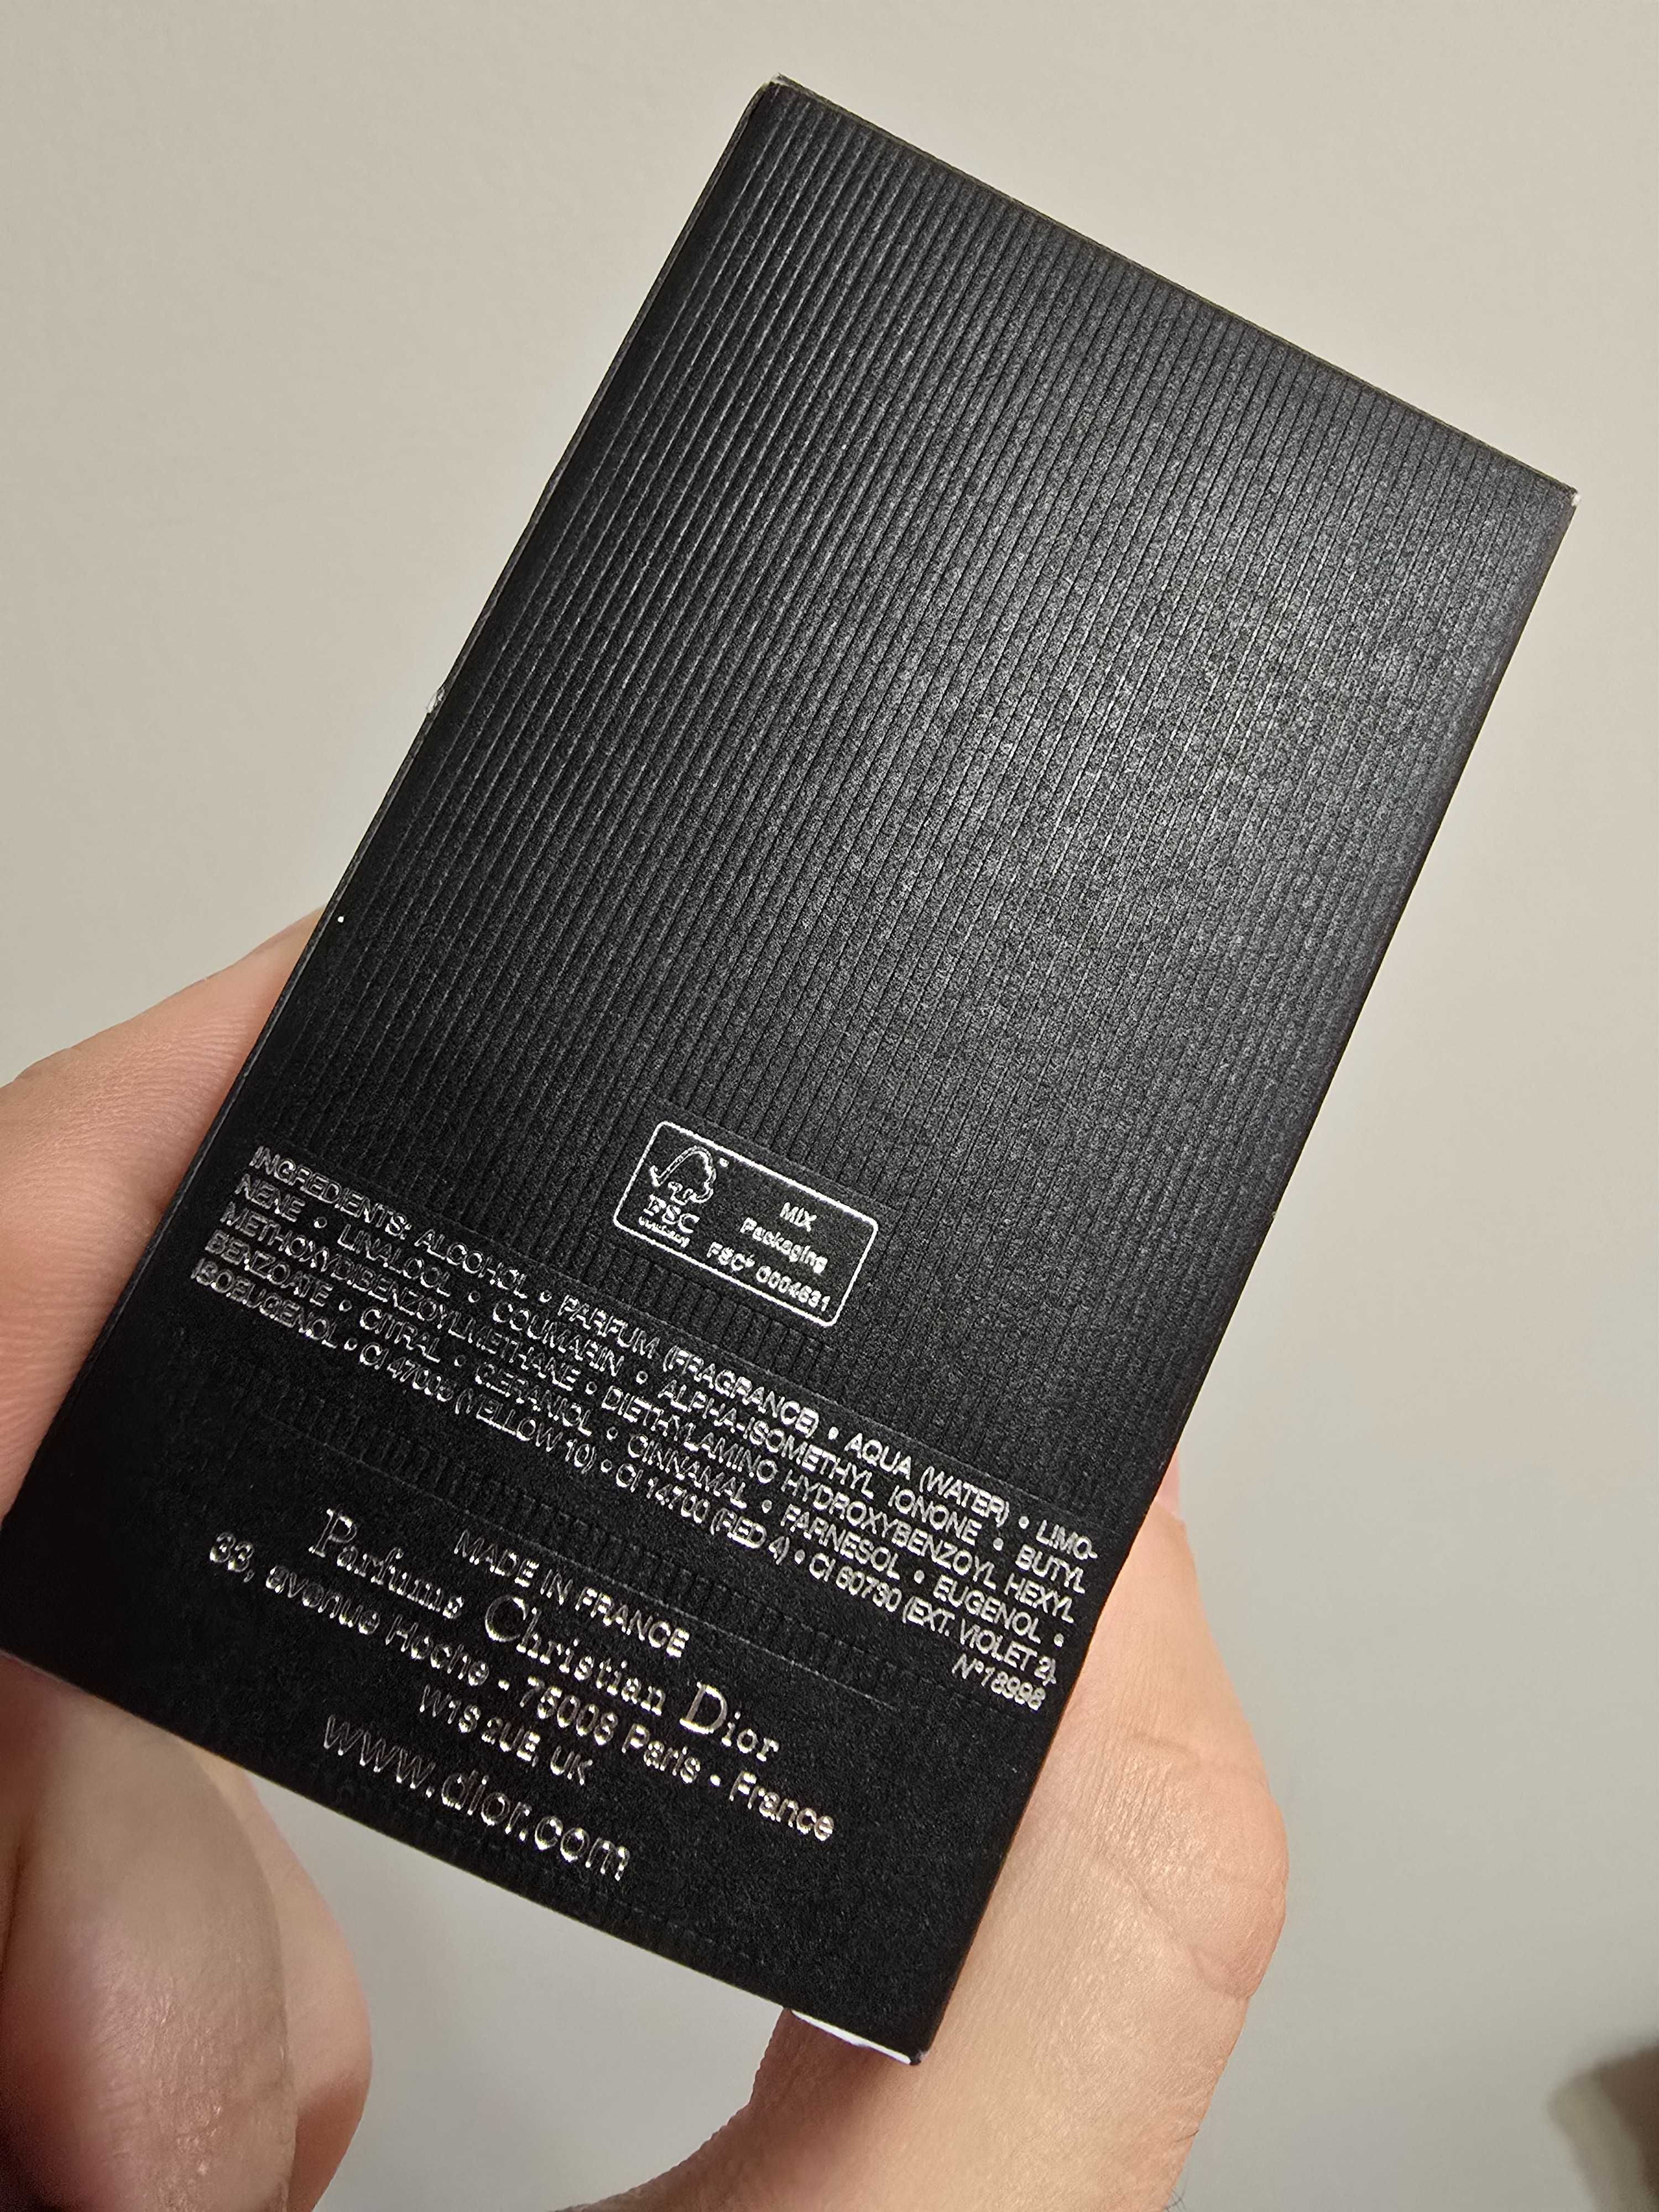 FSC
MIX
Packaging
FSC® C004631
INGREDIENTS: ALCOHOL • PARFUM (FRAGRANCE) • AQUA (WATER) • LIMO-
NENE • LINALOOL • COUMARIN • ALPHA-ISOMETHYL IONONE • BUTYL
METHOXYDIBENZOYLMETHANE • DIETHYLAMINO HYDROXYBENZOYL HEXYL
BENZOATE • CITRAL • GERANIOL • CINNAMAL • FARNESOL • EUGENOL •
ISOEUGENOL • CI 47005 (YELLOW 10) • CI 14700 (RED 4) • CI 60730 (EXT. VIOLET 2).
N°18998
MADE IN FRANCE
Parfums Christian Dior
33, avenue Hoche - 75008 Paris - France
W1S 2UE UK
www.dior.com